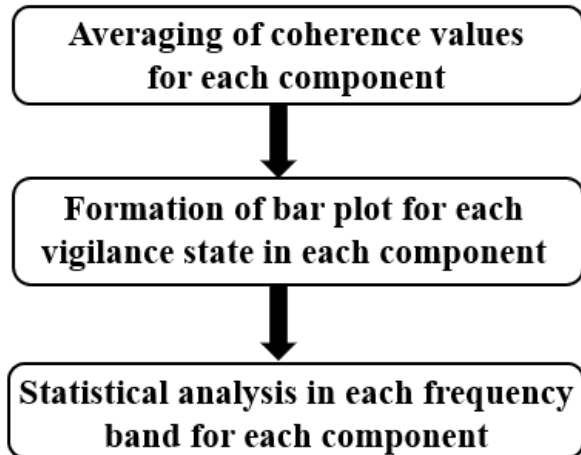 Averaging of coherence values
for each component
Formation of bar plot for each
vigilance state in each component
Statistical analysis in each frequency
band for each component